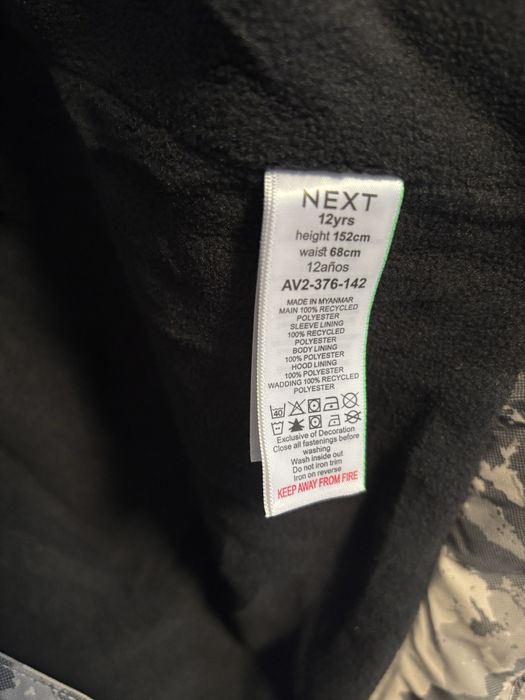 NEXT
12yrs
height 152cm
waist 68cm
12años
AV2-376-142
MADE IN MYANMAR
MAIN 100% RECYCLED
POLYESTER
SLEEVE LINING
100% RECYCLED
POLYESTER
BODY LINING
100% POLYESTER
HOOD LINING
100% POLYESTER
WADDING 100% RECYCLED
POLYESTER
40
Exclusive of Decoration
Close all fastenings before
washing
Wash inside out
Do not iron trim
Iron on reverse
KEEP AWAY FROM FIRE